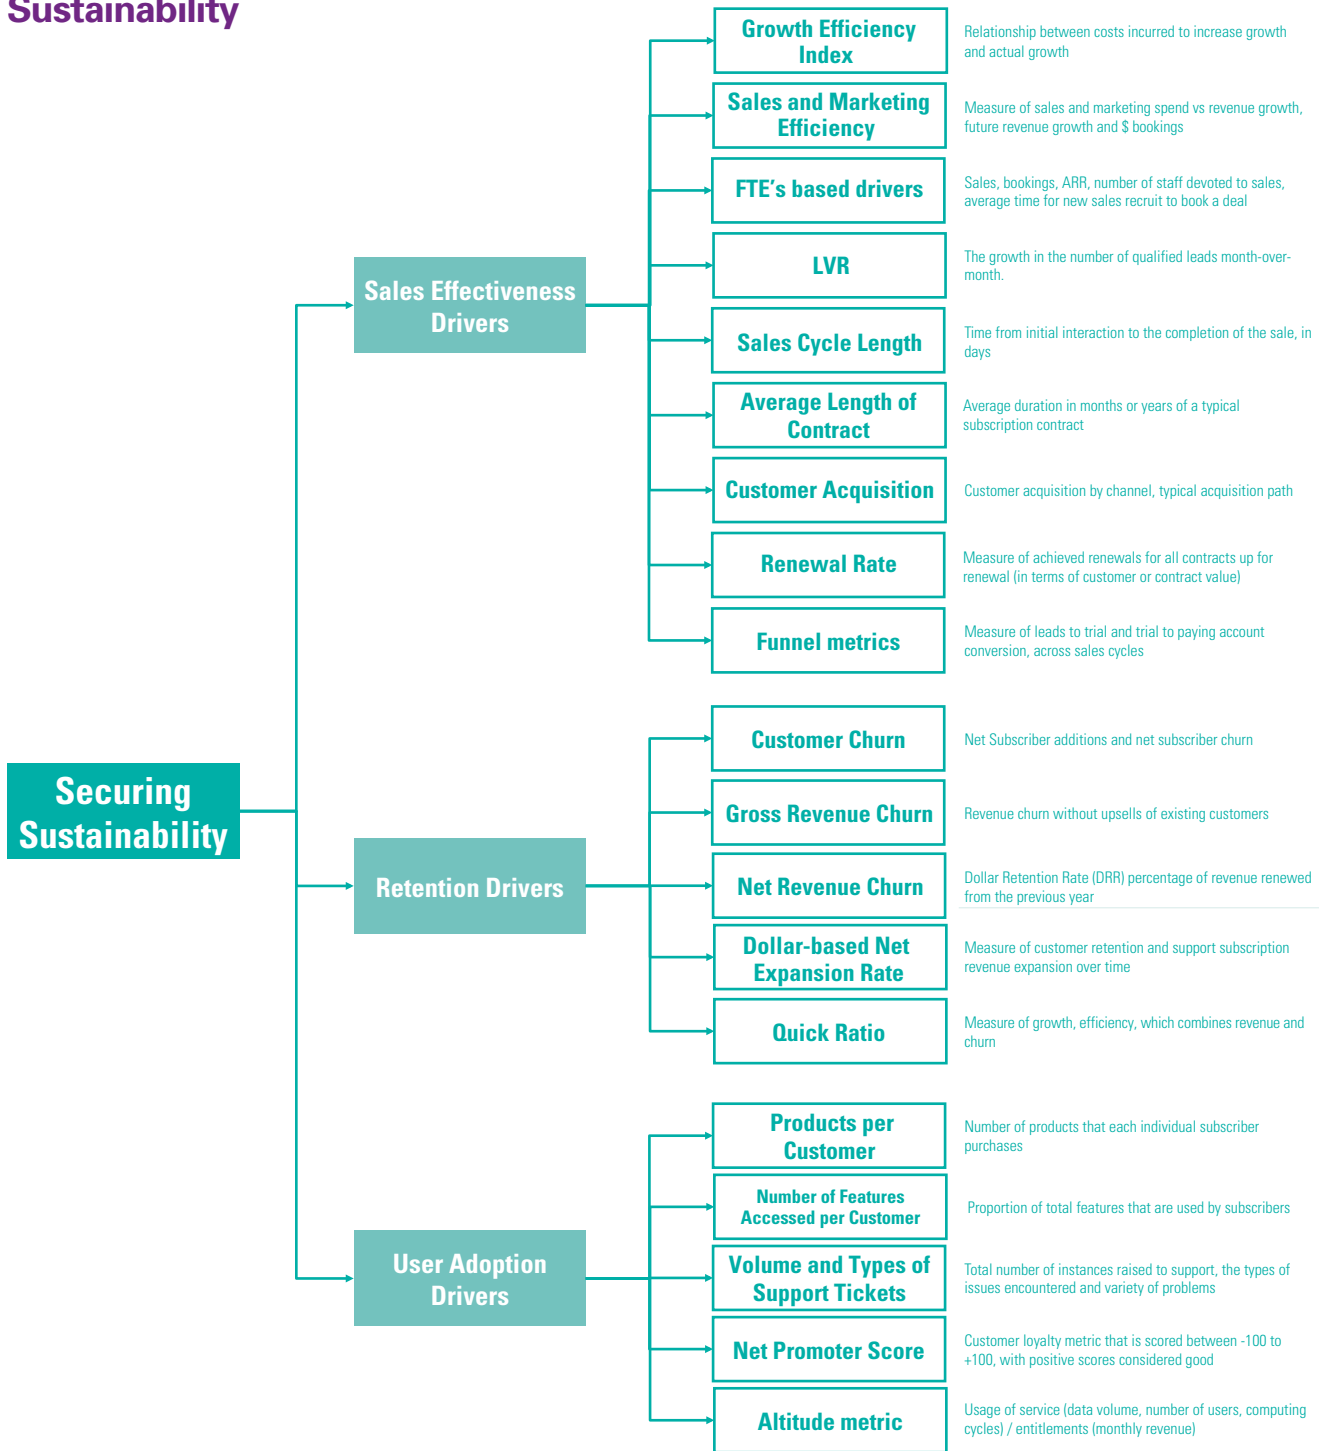 Sustainability
Growth Efficiency
Index
Relationship between costs incurred to increase growth
and actual growth
Sales and Marketing
Efficiency
Measure of sales and marketing spend vs revenue growth,
future revenue growth and $ bookings
FTE’s based drivers
Sales, bookings, ARR, number of staff devoted to sales,
average time for new sales recruit to book a deal
LVR
The growth in the number of qualified leads month-over-
month.
Sales Effectiveness
Drivers
Sales Cycle Length
Time from initial interaction to the completion of the sale, in
days
Average Length of
Contract
Average duration in months or years of a typical
subscription contract
Customer Acquisition
Customer acquisition by channel, typical acquisition path
Renewal Rate
Measure of achieved renewals for all contracts up for
renewal (in terms of customer or contract value)
Funnel metrics
Measure of leads to trial and trial to paying account
conversion, across sales cycles
Securing
Sustainability
Customer Churn
Net Subscriber additions and net subscriber churn
Gross Revenue Churn
Revenue churn without upsells of existing customers
Retention Drivers
Net Revenue Churn
Dollar Retention Rate (DRR) percentage of revenue renewed
from the previous year
Dollar-based Net
Expansion Rate
Measure of customer retention and support subscription
revenue expansion over time
Quick Ratio
Measure of growth, efficiency, which combines revenue and
churn
Products per
Customer
Number of products that each individual subscriber
purchases
Number of Features
Accessed per Customer
Proportion of total features that are used by subscribers
User Adoption
Drivers
Volume and Types of
Support Tickets
Total number of instances raised to support, the types of
issues encountered and variety of problems
Net Promoter Score
Customer loyalty metric that is scored between -100 to
+100, with positive scores considered good
Altitude metric
Usage of service (data volume, number of users, computing
cycles) / entitlements (monthly revenue)